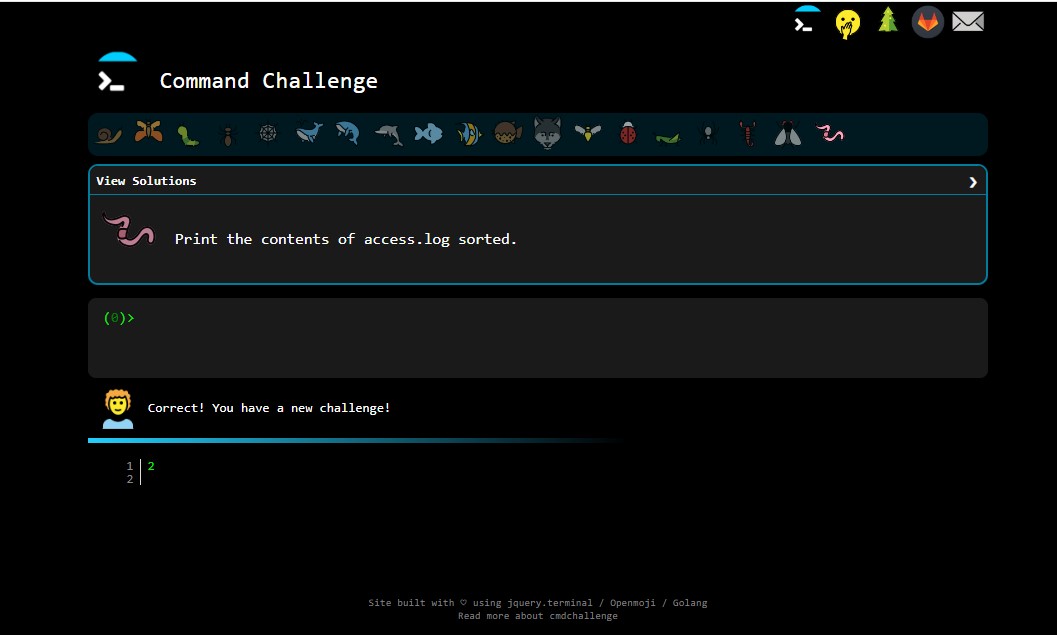 Command Challenge
View Solutions
Print the contents of access.log sorted.
(0)>
Correct! You have a new challenge!
1 2
2
Site built with ♡ using jquery.terminal / Openmoji / Golang
Read more about cmdchallenge